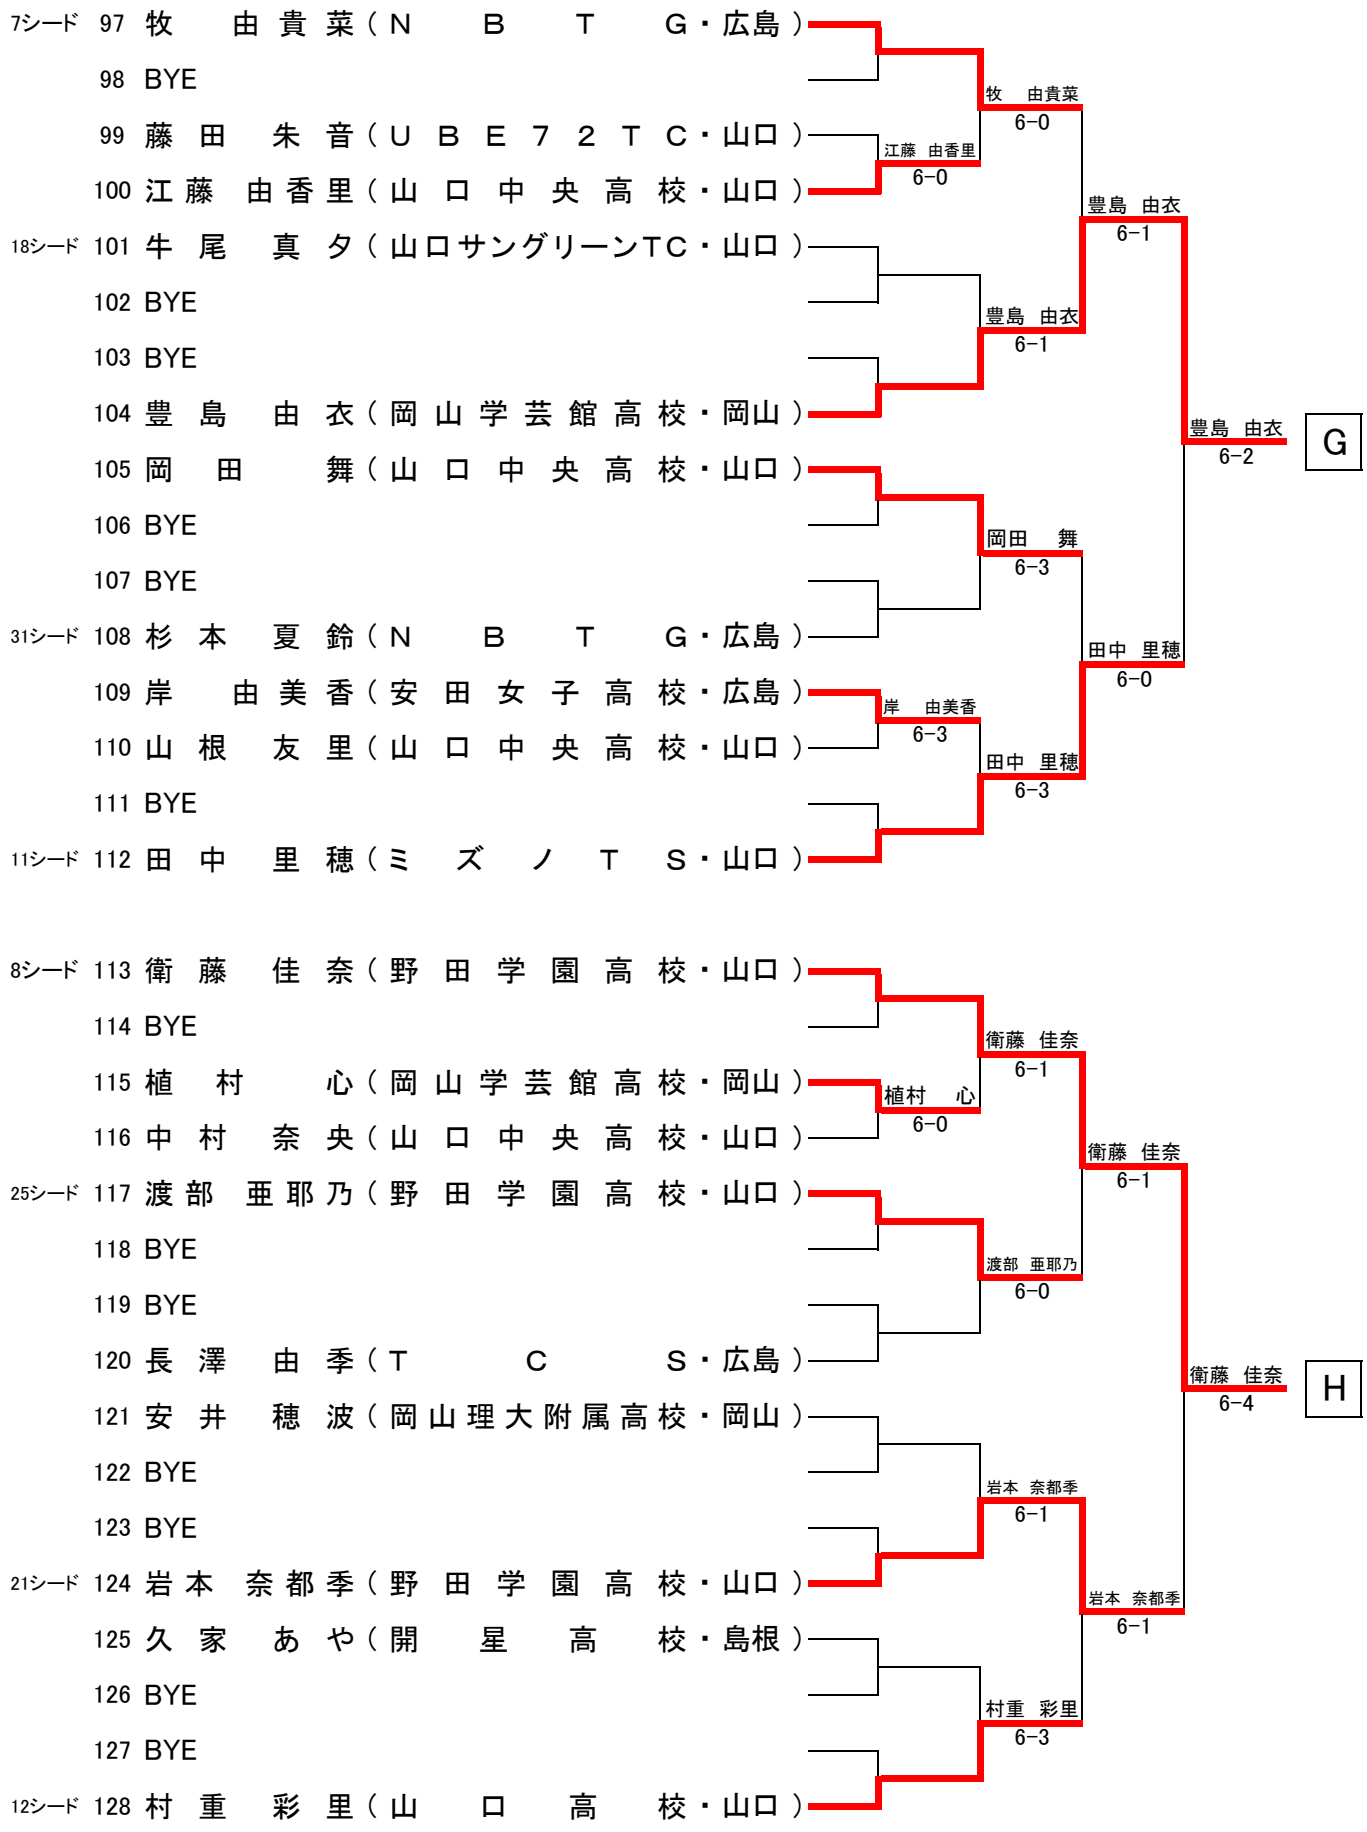 7シード 97 牧 由貴菜(NBTG・広島)
98 BYE
牧 由貴菜
6-0
99 藤田 朱音(UBE72TC・山口)
江藤 由香里
6-0
100 江藤 由香里(山口中央高校・山口)
豊島 由衣
6-1
18シード 101 牛尾 真夕(山口サングリーンTC・山口)
102 BYE
豊島 由衣
6-1
103 BYE
104 豊島 由衣(岡山学芸館高校・岡山)
豊島 由衣
6-2
G
105 岡田 舞(山口中央高校・山口)
106 BYE
岡田 舞
6-3
107 BYE
31シード 108 杉本 夏鈴(NBTG・広島)
田中 里穂
6-0
109 岸 由美香(安田女子高校・広島)
岸 由美香
6-3
110 山根 友里(山口中央高校・山口)
田中 里穂
6-3
111 BYE
11シード 112 田中 里穂(ミズノTS・山口)
8シード 113 衛藤 佳奈(野田学園高校・山口)
114 BYE
衛藤 佳奈
6-1
115 植村 心(岡山学芸館高校・岡山)
植村 心
6-0
116 中村 奈央(山口中央高校・山口)
衛藤 佳奈
6-1
25シード 117 渡部 亜耶乃(野田学園高校・山口)
118 BYE
渡部 亜耶乃
6-0
119 BYE
120 長澤 由季(TCS・広島)
衛藤 佳奈
6-4
H
121 安井 穂波(岡山理大附属高校・岡山)
122 BYE
岩本 奈都季
6-1
123 BYE
21シード 124 岩本 奈都季(野田学園高校・山口)
岩本 奈都季
6-1
125 久家 あや(開星高校・島根)
126 BYE
村重 彩里
6-3
127 BYE
12シード 128 村重 彩里(山口高校・山口)